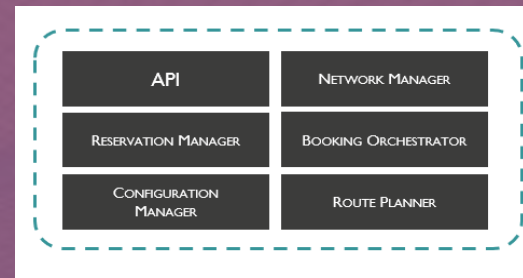 API
NETWORK MANAGER
RESERVATION MANAGER
BOOKING ORCHESTRATOR
CONFIGURATION
MANAGER
ROUTE PLANNER